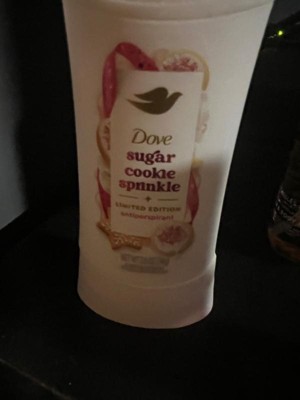 Dove
sugar
cookie
sprinkle
LIMITED EDITION
antiperspirant